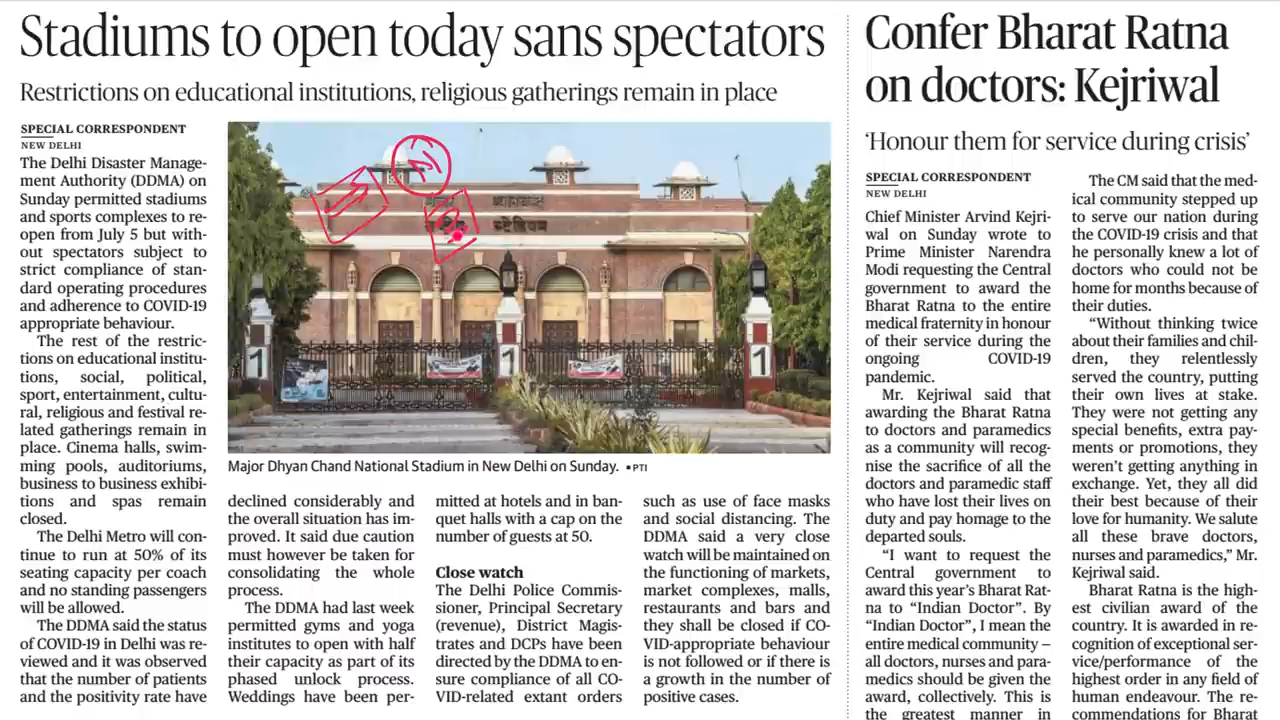 Stadiums to open today sans spectators
Restrictions on educational institutions, religious gatherings remain in place
SPECIAL CORRESPONDENT
NEW DELHI
The Delhi Disaster Manage-
ment Authority (DDMA) on
Sunday permitted stadiums
and sports complexes to re-
open from July 5 but with-
out spectators subject to
strict compliance of stan-
dard operating procedures
and adherence to COVID-19
appropriate behaviour.
The rest of the restric-
tions on educational institu-
tions, social, political,
sport, entertainment, cultu-
ral, religious and festival re-
lated gatherings remain in
place. Cinema halls, swim-
ming pools, auditoriums,
business to business exhibi-
tions and spas remain
closed.
The Delhi Metro will con-
tinue to run at 50% of its
seating capacity per coach
and no standing passengers
will be allowed.
The DDMA said the status
of COVID-19 in Delhi was re-
viewed and it was observed
that the number of patients
and the positivity rate have
1
1
1
Major Dhyan Chand National Stadium in New Delhi on Sunday. ▪PTI
declined considerably and
the overall situation has im-
proved. It said due caution
must however be taken for
consolidating the whole
process.
The DDMA had last week
permitted gyms and yoga
institutes to open with half
their capacity as part of its
phased unlock process.
Weddings have been per-
mitted at hotels and in ban-
quet halls with a cap on the
number of guests at 50.
Close watch
The Delhi Police Commis-
sioner, Principal Secretary
(revenue), District Magis-
trates and DCPs have been
directed by the DDMA to en-
sure compliance of all CO-
VID-related extant orders
such as use of face masks
and social distancing. The
DDMA said a very close
watch will be maintained on
the functioning of markets,
market complexes, malls,
restaurants and bars and
they shall be closed if CO-
VID-appropriate behaviour
is not followed or if there is
a growth in the number of
positive cases.
Confer Bharat Ratna
on doctors: Kejriwal
‘Honour them for service during crisis’
SPECIAL CORRESPONDENT
NEW DELHI
Chief Minister Arvind Kejri-
wal on Sunday wrote to
Prime Minister Narendra
Modi requesting the Central
government to award the
Bharat Ratna to the entire
medical fraternity in honour
of their service during the
ongoing COVID-19
pandemic.
Mr. Kejriwal said that
awarding the Bharat Ratna
to doctors and paramedics
as a community will recog-
nise the sacrifice of all the
doctors and paramedic staff
who have lost their lives on
duty and pay homage to the
departed souls.
“I want to request the
Central government to
award this year’s Bharat Rat-
na to “Indian Doctor”. By
“Indian Doctor”, I mean the
entire medical community –
all doctors, nurses and para-
medics should be given the
award, collectively. This is
the greatest manner in
The CM said that the med-
ical community stepped up
to serve our nation during
the COVID-19 crisis and that
he personally knew a lot of
doctors who could not be
home for months because of
their duties.
“Without thinking twice
about their families and chil-
dren, they relentlessly
served the country, putting
their own lives at stake.
They were not getting any
special benefits, extra pay-
ments or promotions, they
weren’t getting anything in
exchange. Yet, they all did
their best because of their
love for humanity. We salute
all these brave doctors,
nurses and paramedics,” Mr.
Kejriwal said.
Bharat Ratna is the high-
est civilian award of the
country. It is awarded in re-
cognition of exceptional ser-
vice/performance of the
highest order in any field of
human endeavour. The re-
commendations for Bharat